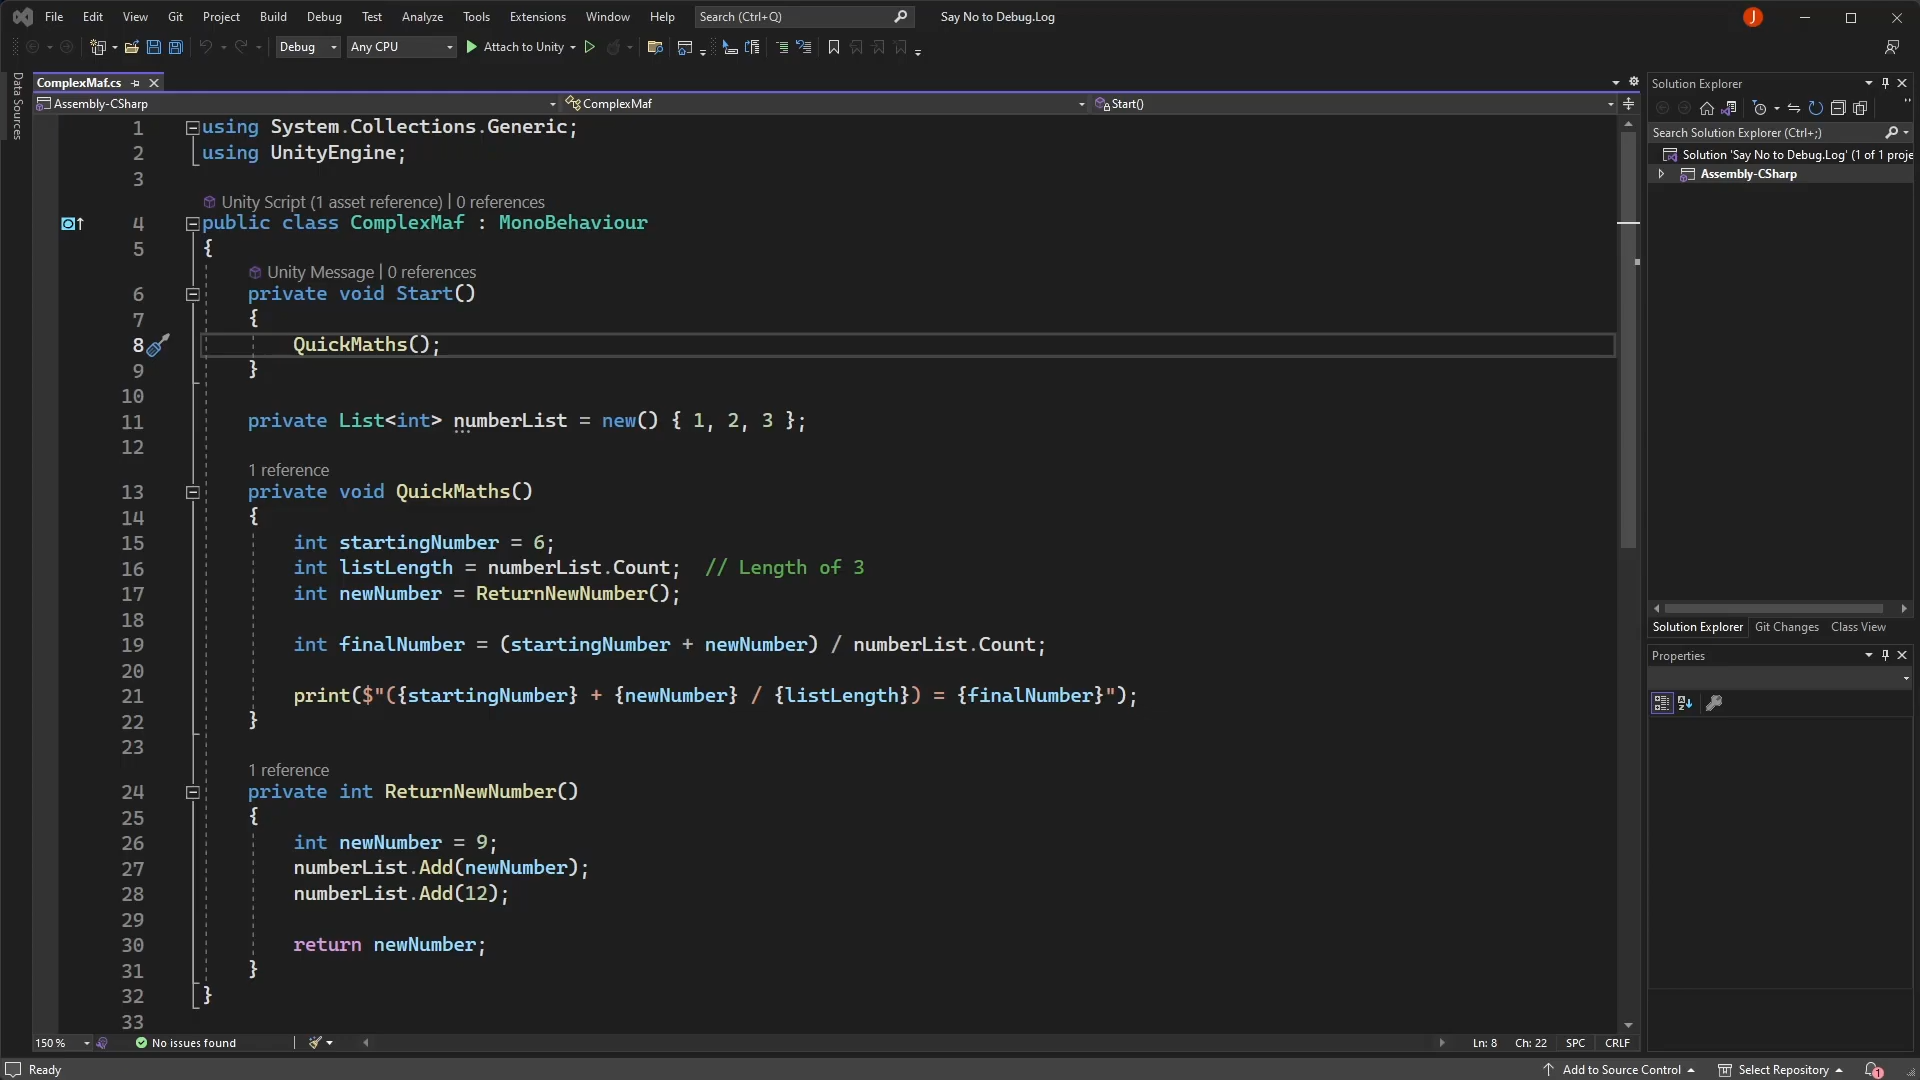 File Edit View Git Project Build Debug Test Analyze Tools Extensions Window Help Search (Ctrl+Q) Say No to Debug.Log J
Debug Any CPU Attach to Unity
Data Sources
ComplexMaf.cs
Assembly-CSharp ComplexMaf Start()
1 using System.Collections.Generic;
2 using UnityEngine;
3
Unity Script (1 asset reference) | 0 references
4 public class ComplexMaf : MonoBehaviour
5 {
Unity Message | 0 references
6 private void Start()
7 {
8 QuickMaths();
9 }
10
11 private List<int> numberList = new() { 1, 2, 3 };
12
1 reference
13 private void QuickMaths()
14 {
15 int startingNumber = 6;
16 int listLength = numberList.Count; // Length of 3
17 int newNumber = ReturnNewNumber();
18
19 int finalNumber = (startingNumber + newNumber) / numberList.Count;
20
21 print($"({startingNumber} + {newNumber} / {listLength}) = {finalNumber}");
22 }
23
1 reference
24 private int ReturnNewNumber()
25 {
26 int newNumber = 9;
27 numberList.Add(newNumber);
28 numberList.Add(12);
29
30 return newNumber;
31 }
32 }
33
150 % No issues found Ln: 8 Ch: 22 SPC CRLF
Solution Explorer
Search Solution Explorer (Ctrl+;)
Solution 'Say No to Debug.Log' (1 of 1 proje
Assembly-CSharp
Solution Explorer Git Changes Class View
Properties
Ready Add to Source Control Select Repository 1